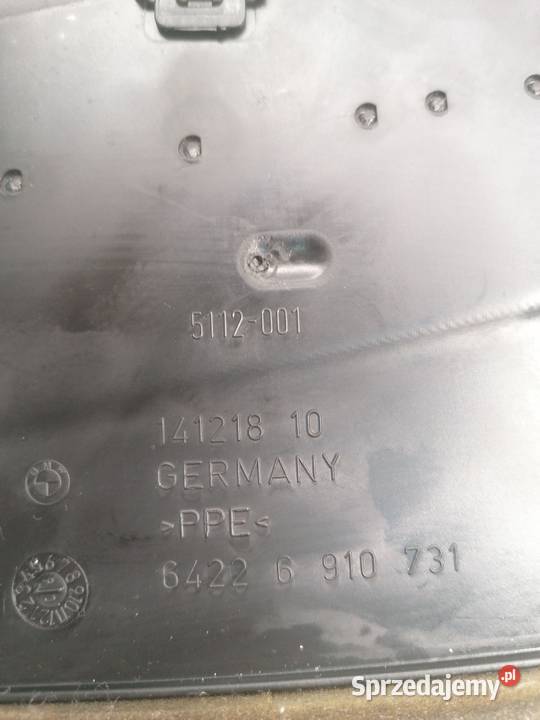 5112-001
141218 10
GERMANY
>PPE<
6422 6 910 731
Sprzedajemy.pl